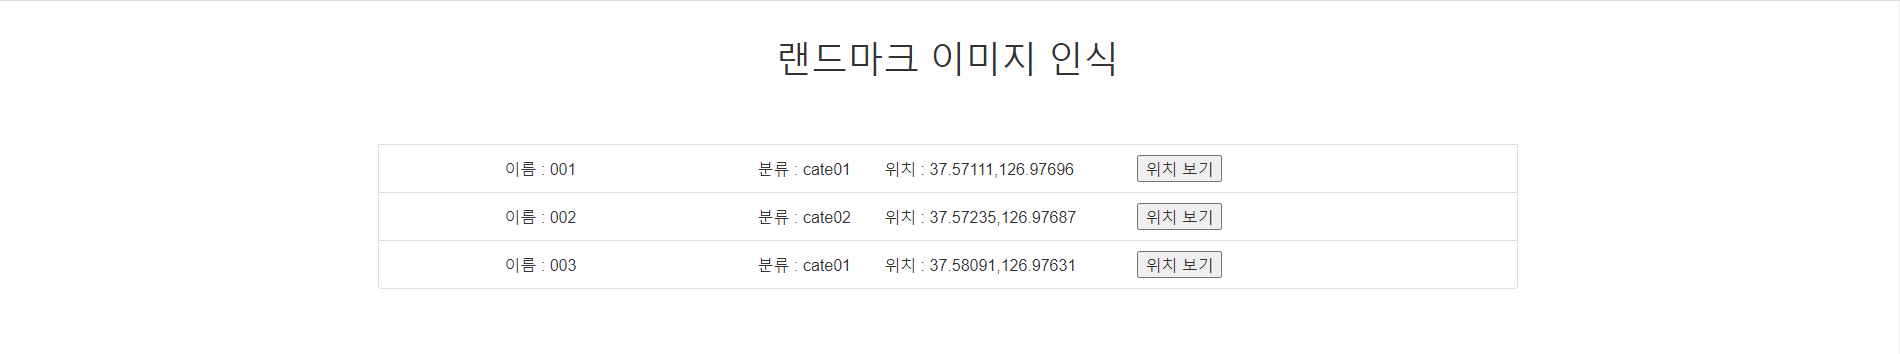 랜드마크 이미지 인식
이름 : 001 분류 : cate01 위치 : 37.57111,126.97696 위치 보기
이름 : 002 분류 : cate02 위치 : 37.57235,126.97687 위치 보기
이름 : 003 분류 : cate01 위치 : 37.58091,126.97631 위치 보기